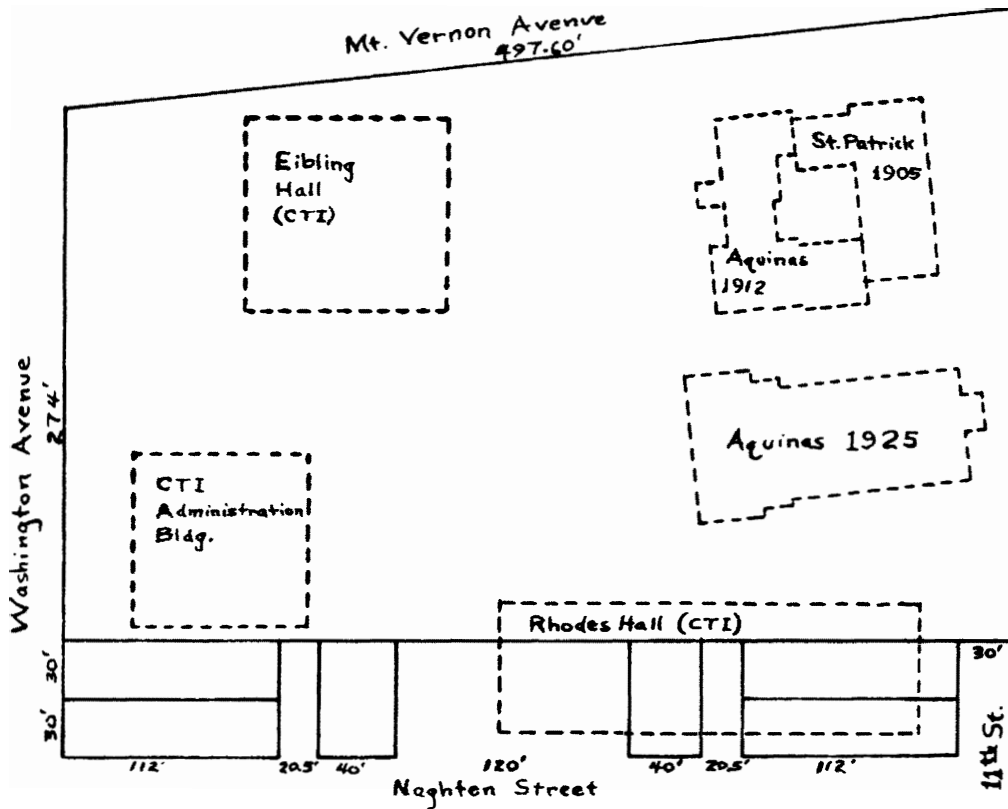 Mt. Vernon Avenue
497.60'
Eibling
Hall
(CTI)
St. Patrick
1905
Aquinas
1912
Washington Avenue
274'
Aquinas 1925
CTI
Administration
Bldg.
Rhodes Hall (CTI)
30'
30'
30'
112'
20.5'
40'
120'
40'
20.5'
112'
Naghten Street
11th St.